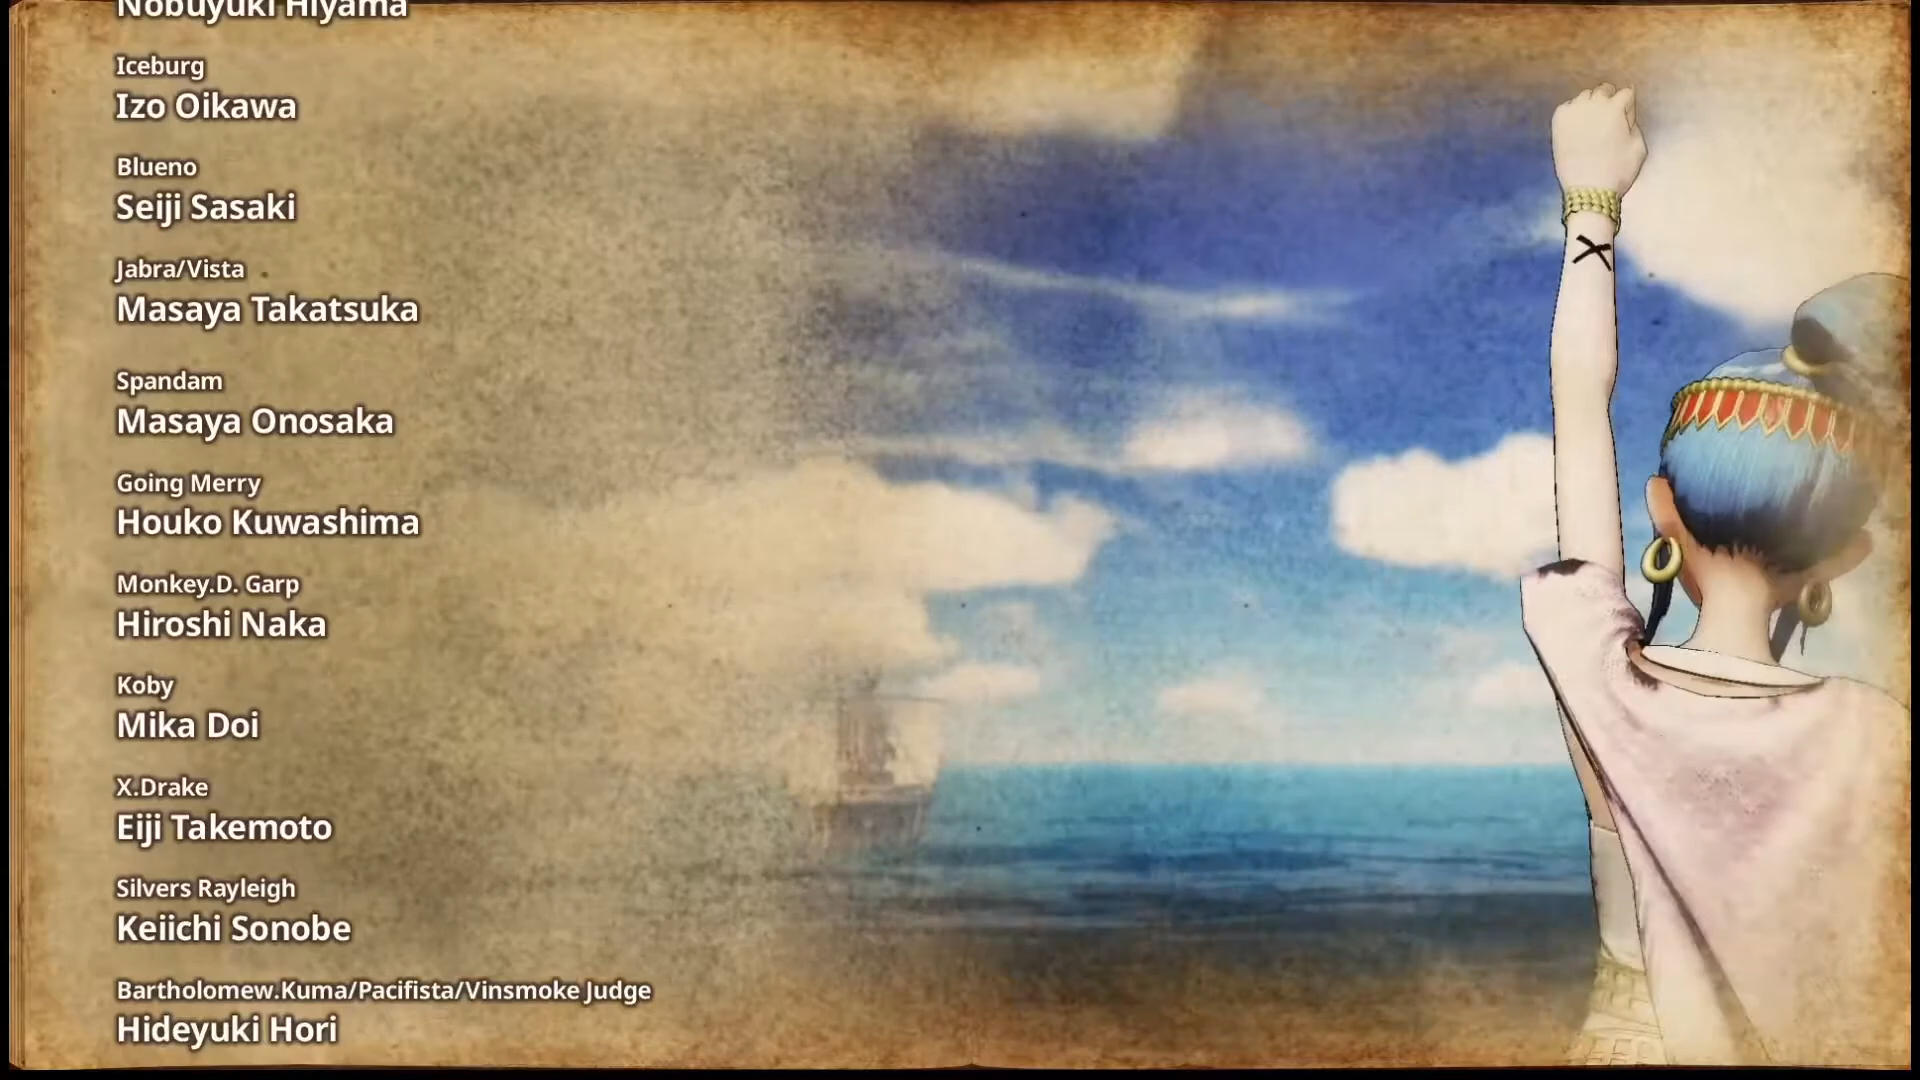 Nobuyuki Hiyama
Iceburg
Izo Oikawa
Blueno
Seiji Sasaki
Jabra/Vista
Masaya Takatsuka
Spandam
Masaya Onosaka
Going Merry
Houko Kuwashima
Monkey.D. Garp
Hiroshi Naka
Koby
Mika Doi
X.Drake
Eiji Takemoto
Silvers Rayleigh
Keiichi Sonobe
Bartholomew.Kuma/Pacifista/Vinsmoke Judge
Hideyuki Hori